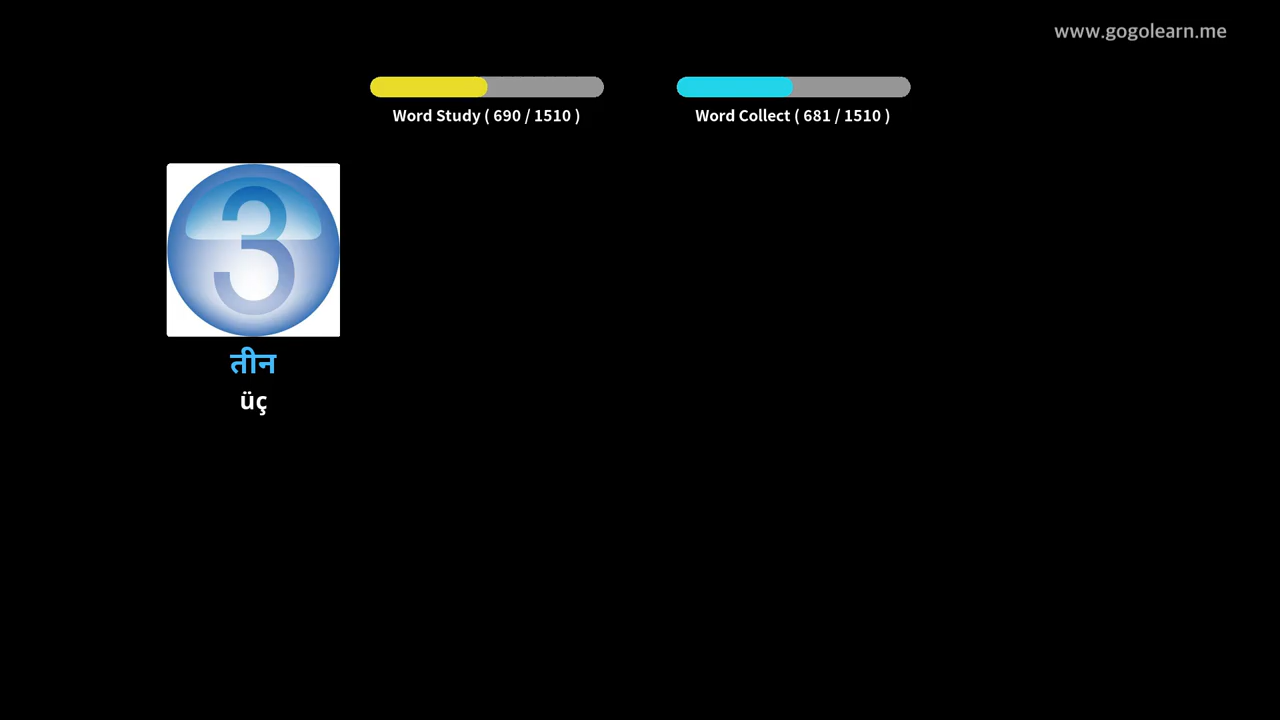 www.gogolearn.me
Word Study ( 690 / 1510 )
Word Collect ( 681 / 1510 )
3
तीन
üç